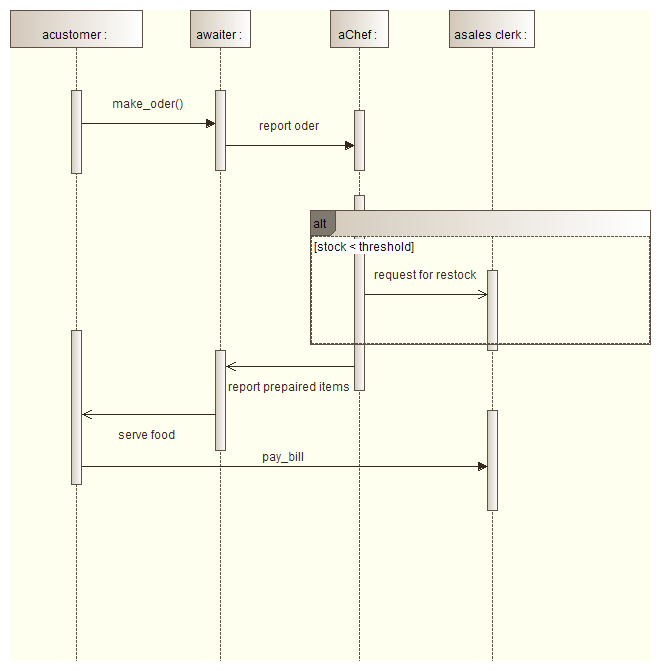 acustomer :
awaiter :
aChef :
asales clerk :
make_oder()
report oder
alt
[stock < threshold]
request for restock
report prepaired items
serve food
pay_bill